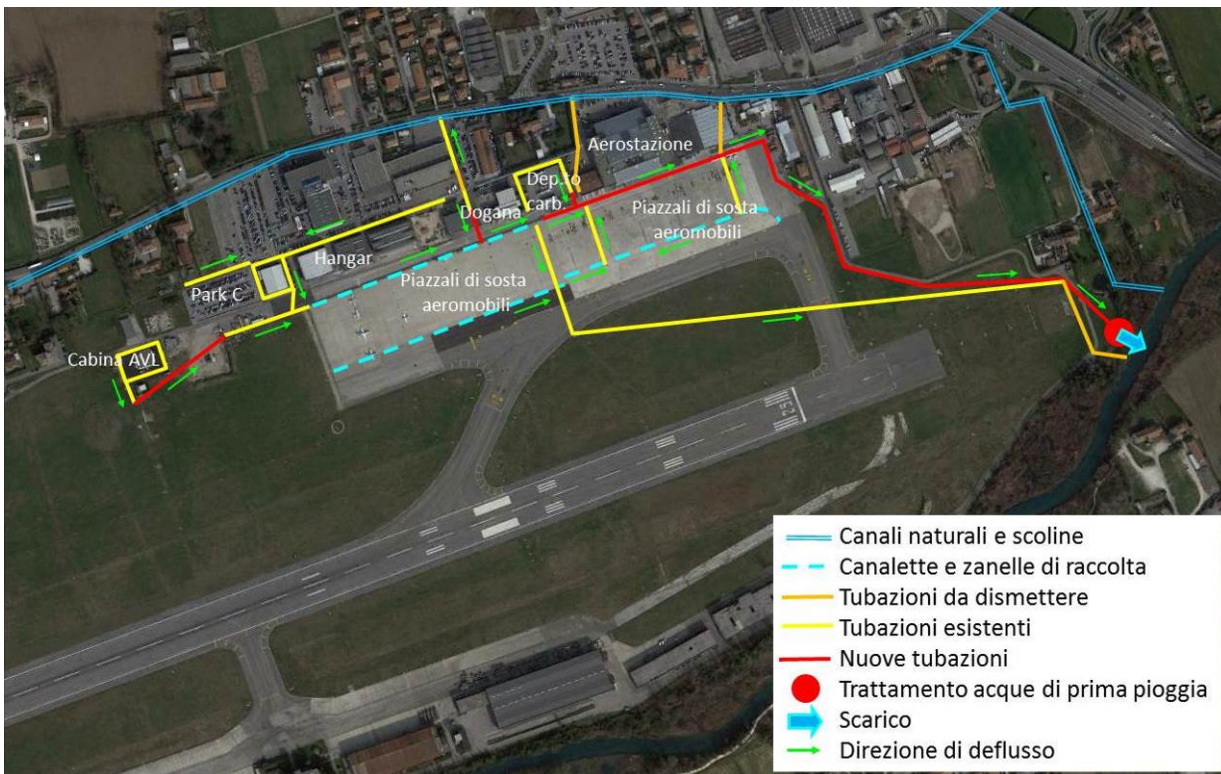 Aerostazione
Dep.to
carb.
Dogana
Piazzali di sosta
aeromobili
Hangar
Piazzali di sosta
aeromobili
Park C
Cabina AVL
25
Canali naturali e scoline
Canalette e zanelle di raccolta
Tubazioni da dismettere
Tubazioni esistenti
Nuove tubazioni
Trattamento acque di prima pioggia
Scarico
Direzione di deflusso